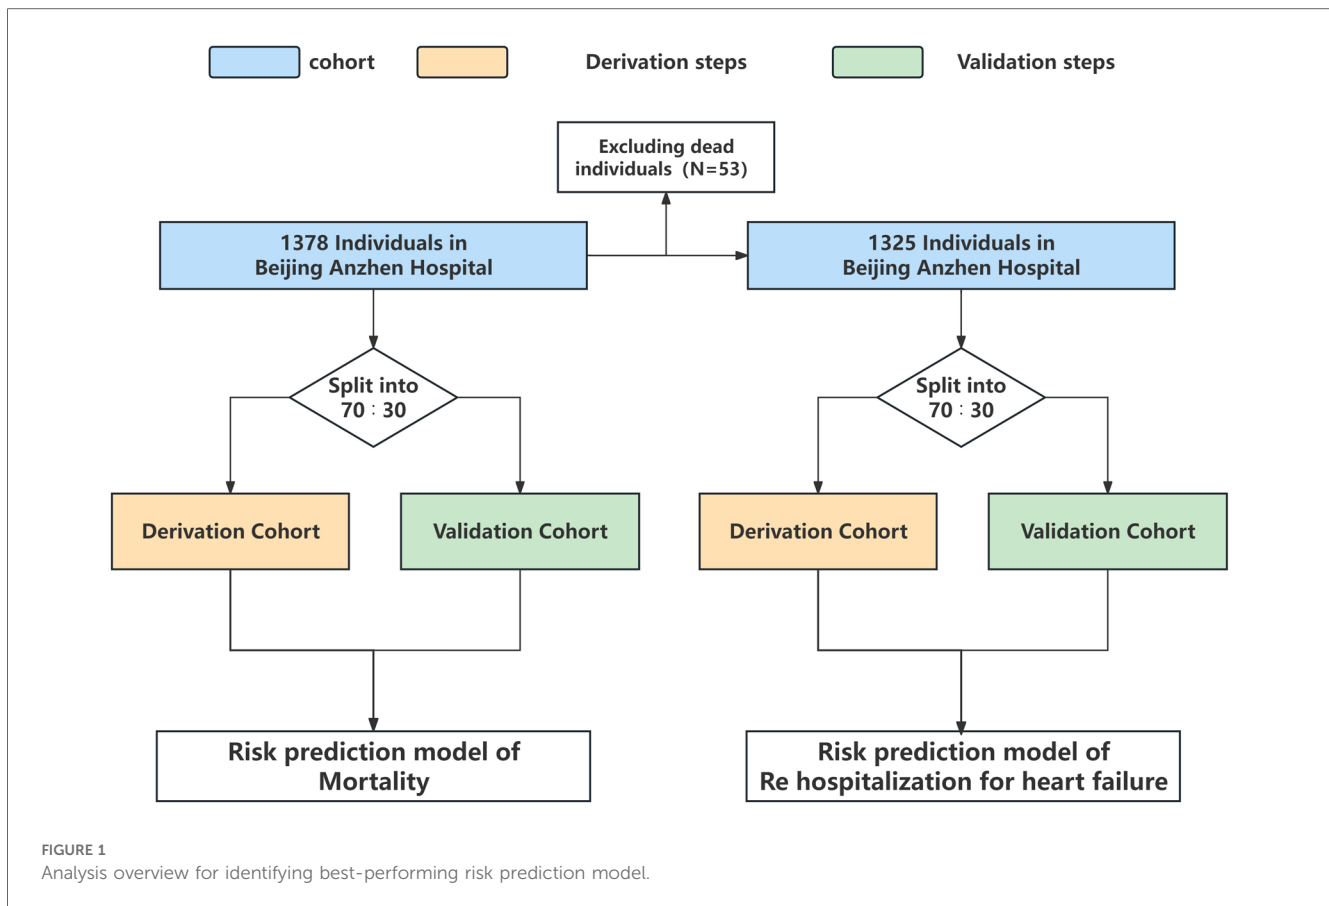 cohort
Derivation steps
Validation steps
Excluding dead
individuals (N=53)
1378 Individuals in
Beijing Anzhen Hospital
1325 Individuals in
Beijing Anzhen Hospital
Split into
70 : 30
Split into
70 : 30
Derivation Cohort
Validation Cohort
Derivation Cohort
Validation Cohort
Risk prediction model of
Mortality
Risk prediction model of
Re hospitalization for heart failure
FIGURE 1
Analysis overview for identifying best-performing risk prediction model.